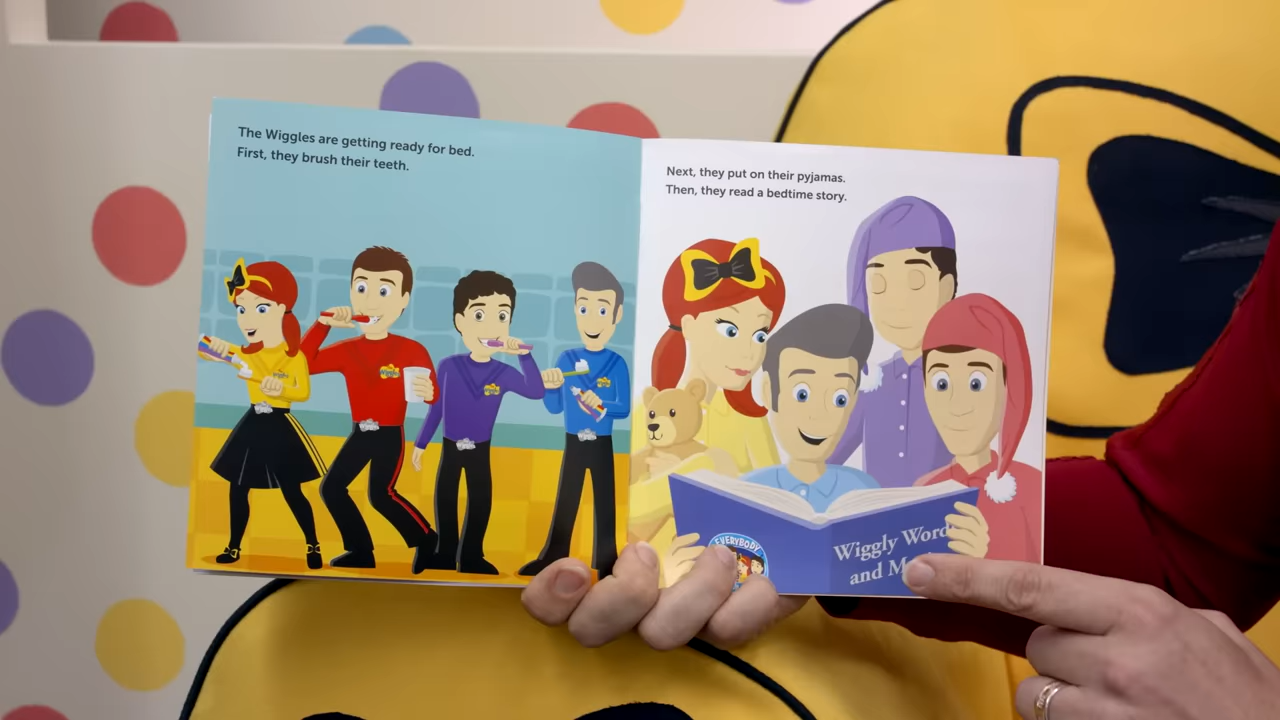 The Wiggles are getting ready for bed.
First, they brush their teeth.
Next, they put on their pyjamas.
Then, they read a bedtime story.
EVERYBODY
Wiggly Word
and M